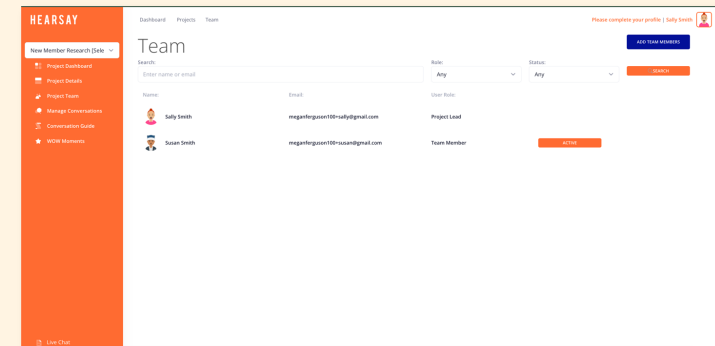 HEARSAY
Dashboard Projects Team
Please complete your profile | Sally Smith
New Member Research [Sele
Project Dashboard
Project Details
Project Team
Manage Conversations
Conversation Guide
WOW Moments
Live Chat
Team
ADD TEAM MEMBERS
Search: Role: Status:
Enter name or email Any Any SEARCH
Name: Email: User Role:
Sally Smith meganferguson100+sally@gmail.com Project Lead
Susan Smith meganferguson100+susan@gmail.com Team Member ACTIVE